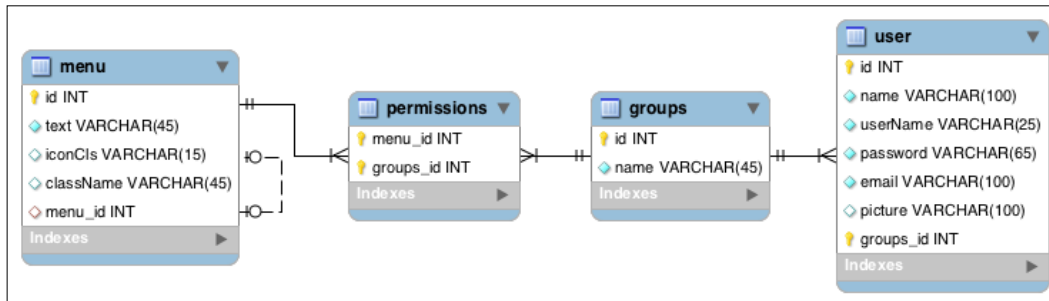 menu
id INT
text VARCHAR(45)
iconCls VARCHAR(15)
className VARCHAR(45)
menu_id INT
Indexes
permissions
menu_id INT
groups_id INT
Indexes
groups
id INT
name VARCHAR(45)
Indexes
user
id INT
name VARCHAR(100)
userName VARCHAR(25)
password VARCHAR(65)
email VARCHAR(100)
picture VARCHAR(100)
groups_id INT
Indexes